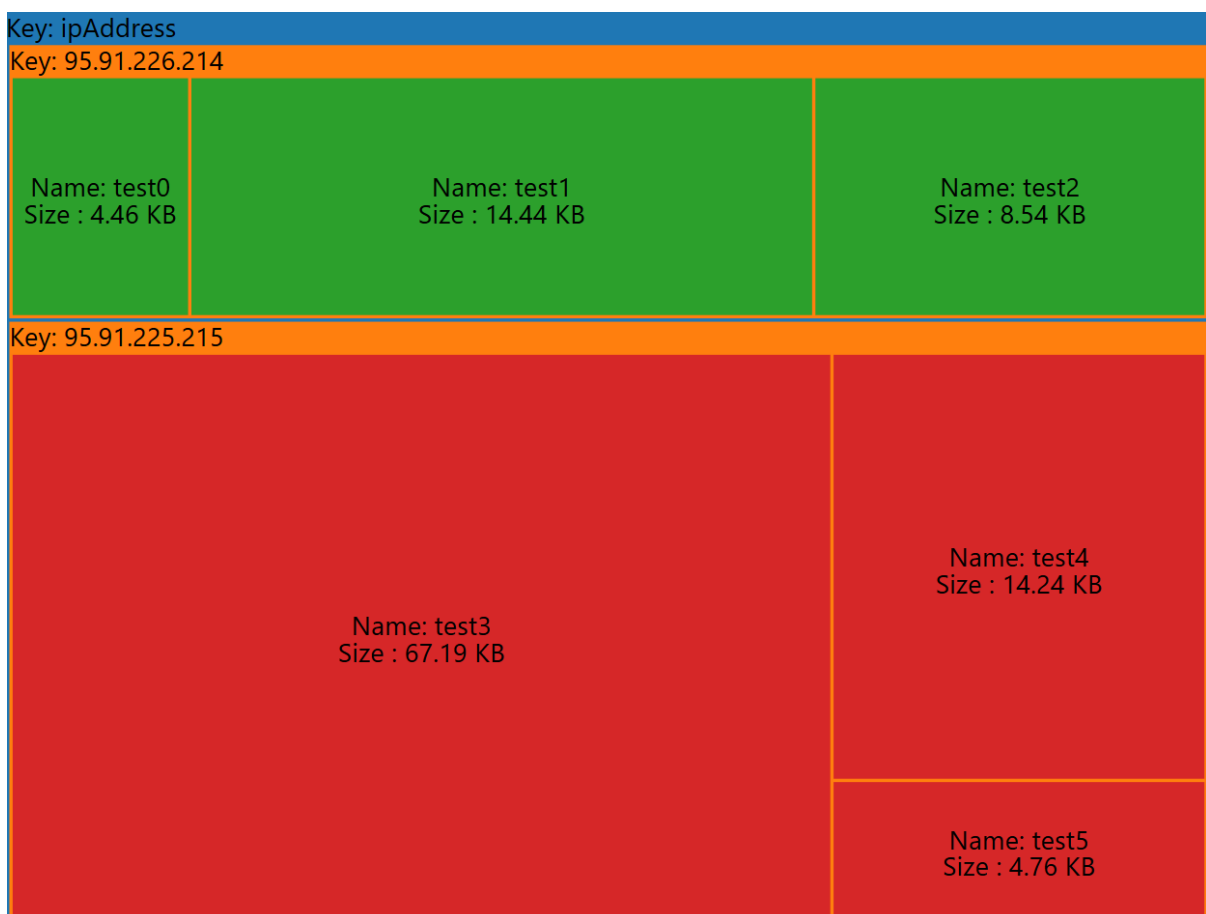 Key: ipAddress
Key: 95.91.226.214
Name: test0
Size : 4.46 KB
Name: test1
Size : 14.44 KB
Name: test2
Size : 8.54 KB
Key: 95.91.225.215
Name: test3
Size : 67.19 KB
Name: test4
Size : 14.24 KB
Name: test5
Size : 4.76 KB